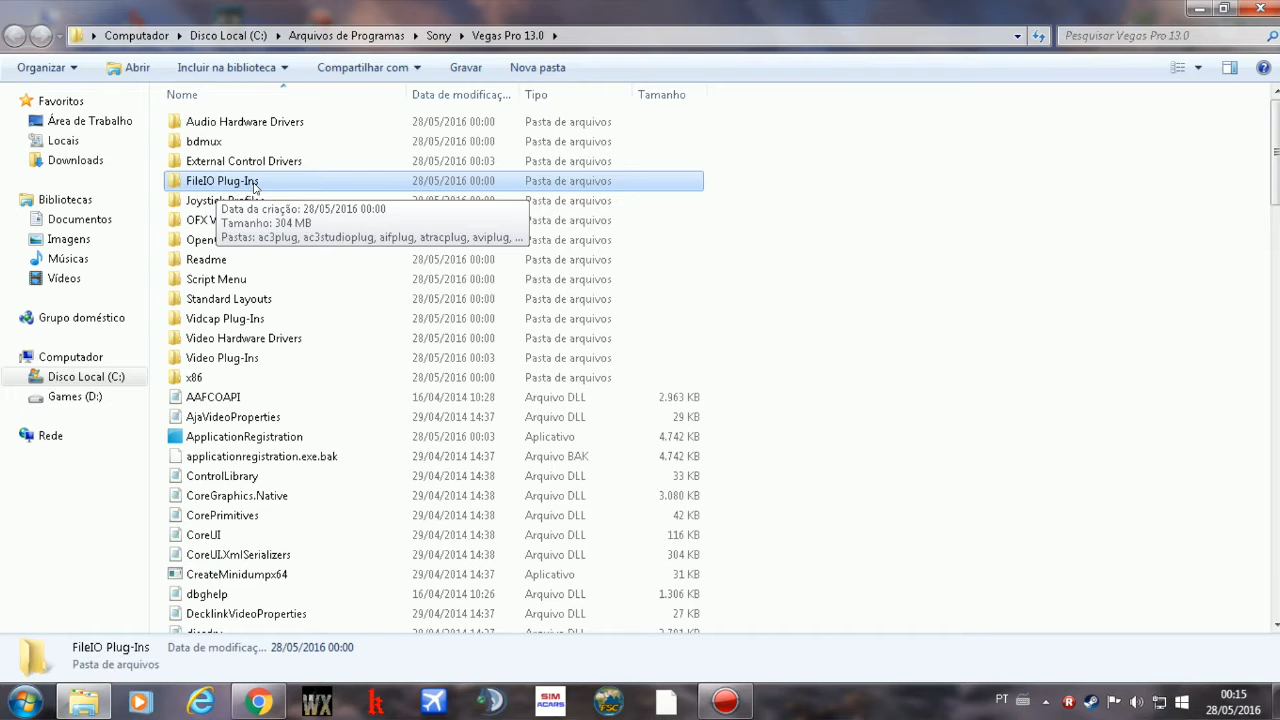 Computador Disco Local (C:) Arquivos de Programas Sony Vegas Pro 13.0 Pesquisar Vegas Pro 13.0
Organizar Abrir Incluir na biblioteca Compartilhar com Gravar Nova pasta
Nome Data de modificaç... Tipo Tamanho
Favoritos
Área de Trabalho
Locais
Downloads
Bibliotecas
Documentos
Imagens
Músicas
Vídeos
Grupo doméstico
Computador
Disco Local (C:)
Games (D:)
Rede
Audio Hardware Drivers 28/05/2016 00:00 Pasta de arquivos
bdmux 28/05/2016 00:00 Pasta de arquivos
External Control Drivers 28/05/2016 00:03 Pasta de arquivos
FileIO Plug-Ins 28/05/2016 00:00 Pasta de arquivos
Joystick 28/05/2016 00:00 Pasta de arquivos
Data da criação: 28/05/2016 00:00
Tamanho: 304 MB
Pastas: ac3plug, ac3studioplug, aifplug, atracplug, aviplug, ...
OFX V Pasta de arquivos
Open Pasta de arquivos
Readme 28/05/2016 00:00 Pasta de arquivos
Script Menu 28/05/2016 00:00 Pasta de arquivos
Standard Layouts 28/05/2016 00:00 Pasta de arquivos
Vidcap Plug-Ins 28/05/2016 00:00 Pasta de arquivos
Video Hardware Drivers 28/05/2016 00:00 Pasta de arquivos
Video Plug-Ins 28/05/2016 00:03 Pasta de arquivos
x86 28/05/2016 00:00 Pasta de arquivos
AAFCOAPI 16/04/2014 10:28 Arquivo DLL 2.963 KB
AjaVideoProperties 29/04/2014 14:37 Arquivo DLL 29 KB
ApplicationRegistration 28/05/2016 00:03 Aplicativo 4.742 KB
applicationregistration.exe.bak 29/04/2014 14:37 Arquivo BAK 4.742 KB
ControlLibrary 29/04/2014 14:38 Arquivo DLL 33 KB
CoreGraphics.Native 29/04/2014 14:38 Arquivo DLL 3.080 KB
CorePrimitives 29/04/2014 14:38 Arquivo DLL 42 KB
CoreUI 29/04/2014 14:38 Arquivo DLL 116 KB
CoreUI.XmlSerializers 29/04/2014 14:38 Arquivo DLL 304 KB
CreateMinidumpx64 29/04/2014 14:37 Aplicativo 31 KB
dbghelp 16/04/2014 10:26 Arquivo DLL 1.306 KB
DecklinkVideoProperties 29/04/2014 14:37 Arquivo DLL 27 KB
FileIO Plug-Ins Data de modificaç... 28/05/2016 00:00
Pasta de arquivos
WX k SIM ACARS FSC PT 00:15
28/05/2016